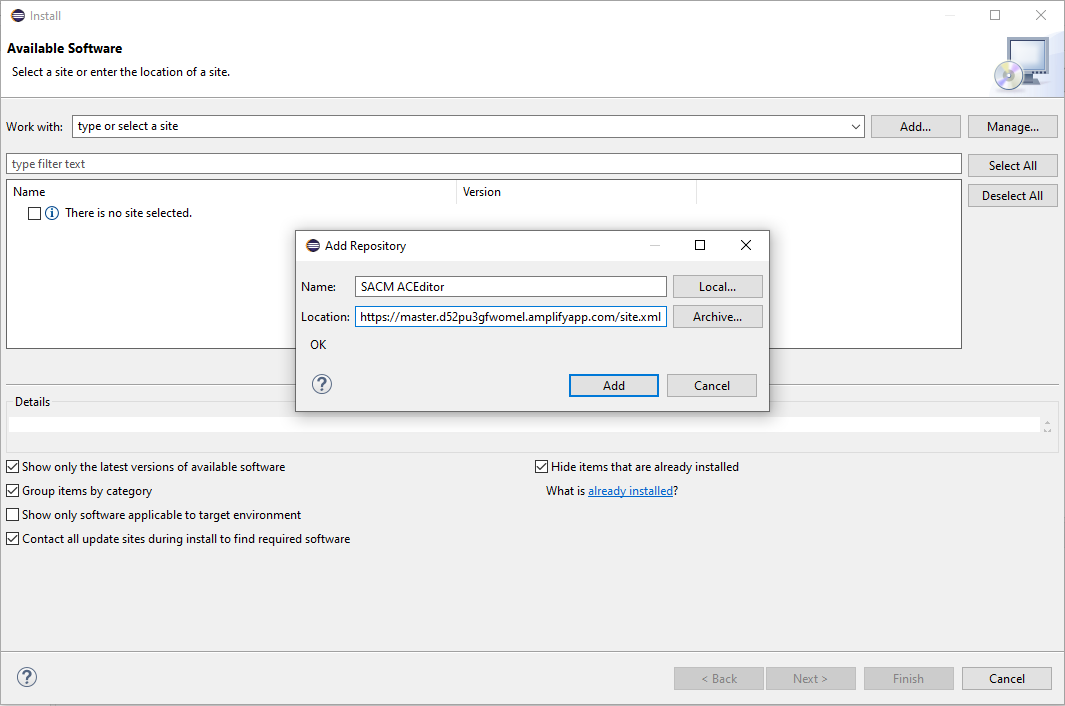 Install
Available Software
Select a site or enter the location of a site.
Work with: type or select a site Add... Manage...
type filter text Select All
Name Version Deselect All
There is no site selected.
Add Repository
Name: SACM ACEditor Local...
Location: https://master.d52pu3gfwomel.amplifyapp.com/site.xml Archive...
OK
? Add Cancel
Details
Show only the latest versions of available software Hide items that are already installed
Group items by category What is already installed?
Show only software applicable to target environment
Contact all update sites during install to find required software
? < Back Next > Finish Cancel